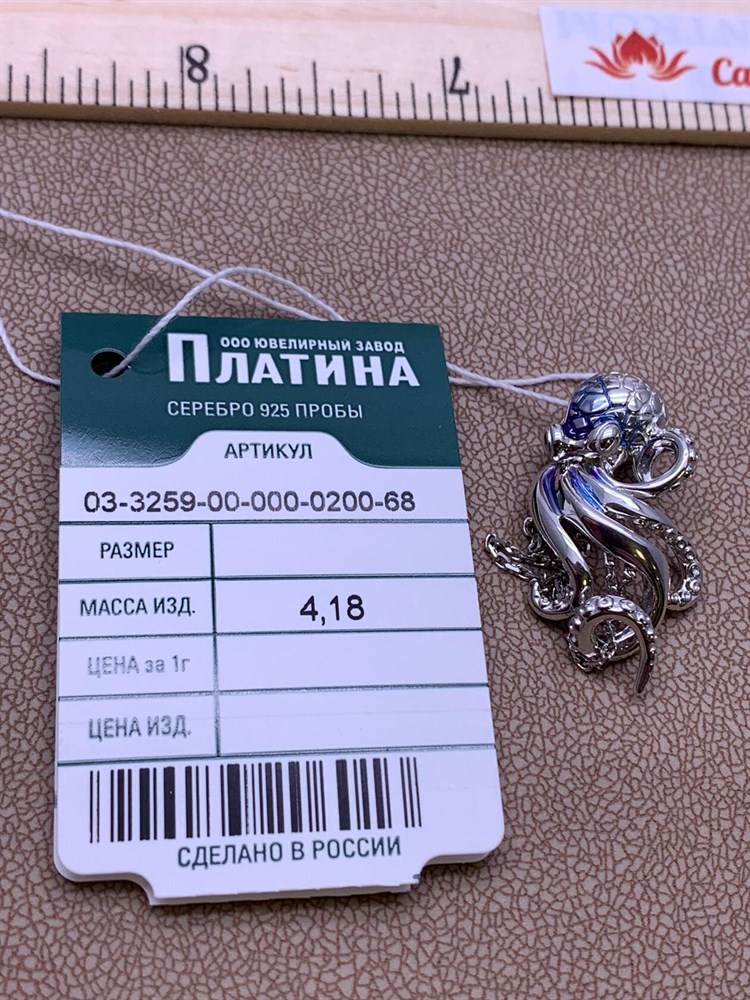 8 7
Ca
ООО ЮВЕЛИРНЫЙ ЗАВОД
ПЛАТИНА
СЕРЕБРО 925 ПРОБЫ
АРТИКУЛ
03-3259-00-000-0200-68
РАЗМЕР
МАССА ИЗД. 4,18
ЦЕНА за 1г
ЦЕНА ИЗД.
СДЕЛАНО В РОССИИ